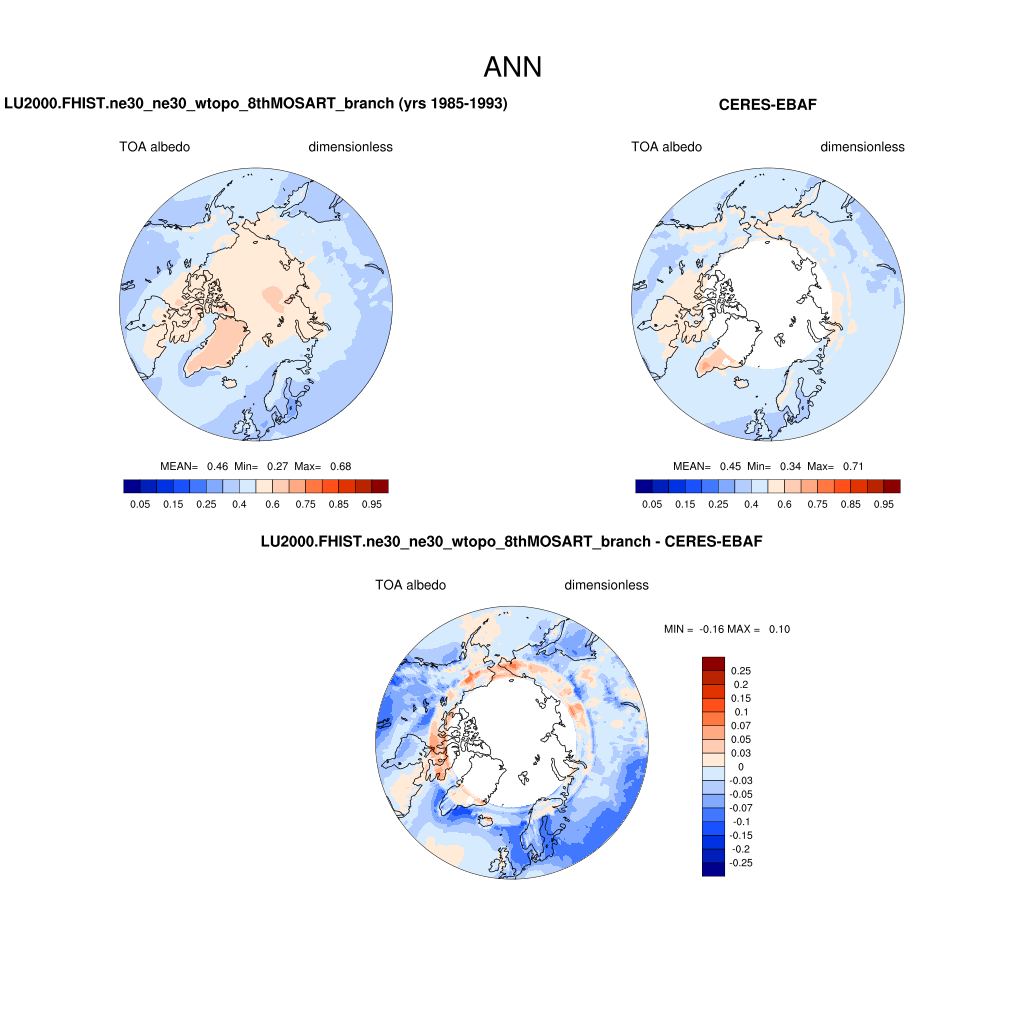 ANN
LU2000.FHIST.ne30_ne30_wtopo_8thMOSART_branch (yrs 1985-1993)
CERES-EBAF
TOA albedo dimensionless
TOA albedo dimensionless
MEAN= 0.46 Min= 0.27 Max= 0.68
MEAN= 0.45 Min= 0.34 Max= 0.71
0.05 0.15 0.25 0.4 0.6 0.75 0.85 0.95
0.05 0.15 0.25 0.4 0.6 0.75 0.85 0.95
LU2000.FHIST.ne30_ne30_wtopo_8thMOSART_branch - CERES-EBAF
TOA albedo dimensionless
MIN = -0.16 MAX = 0.10
0.25
0.2
0.15
0.1
0.07
0.05
0.03
0
-0.03
-0.05
-0.07
-0.1
-0.15
-0.2
-0.25